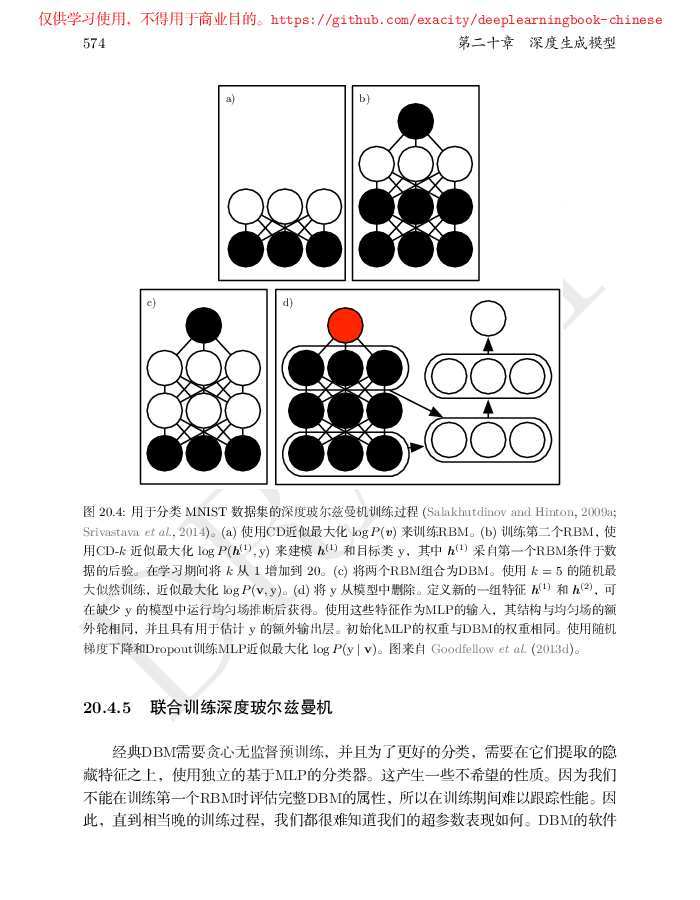 仅供学习使用，不得用于商业目的。https://github.com/exacity/deeplearningbook-chinese
574 第二十章 深度生成模型
a)
b)
c)
d)
图 20.4: 用于分类 MNIST 数据集的深度玻尔兹曼机训练过程 (Salakhutdinov and Hinton, 2009a;
Srivastava et al., 2014)。(a) 使用CD近似最大化 log P(v) 来训练RBM。(b) 训练第二个RBM，使
用CD-k 近似最大化 log P(h(1), y) 来建模 h(1) 和目标类 y，其中 h(1) 采自第一个RBM条件于数
据的后验。在学习期间将 k 从 1 增加到 20。(c) 将两个RBM组合为DBM。使用 k = 5 的随机最
大似然训练，近似最大化 log P(v, y)。(d) 将 y 从模型中删除。定义新的一组特征 h(1) 和 h(2)，可
在缺少 y 的模型中运行均匀场推断后获得。使用这些特征作为MLP的输入，其结构与均匀场的额
外轮相同，并且具有用于估计 y 的额外输出层。初始化MLP的权重与DBM的权重相同。使用随机
梯度下降和Dropout训练MLP近似最大化 log P(y | v)。图来自 Goodfellow et al. (2013d)。
20.4.5 联合训练深度玻尔兹曼机
经典DBM需要贪心无监督预训练，并且为了更好的分类，需要在它们提取的隐
藏特征之上，使用独立的基于MLP的分类器。这产生一些不希望的性质。因为我们
不能在训练第一个RBM时评估完整DBM的属性，所以在训练期间难以跟踪性能。因
此，直到相当晚的训练过程，我们都很难知道我们的超参数表现如何。DBM的软件
DRAFT